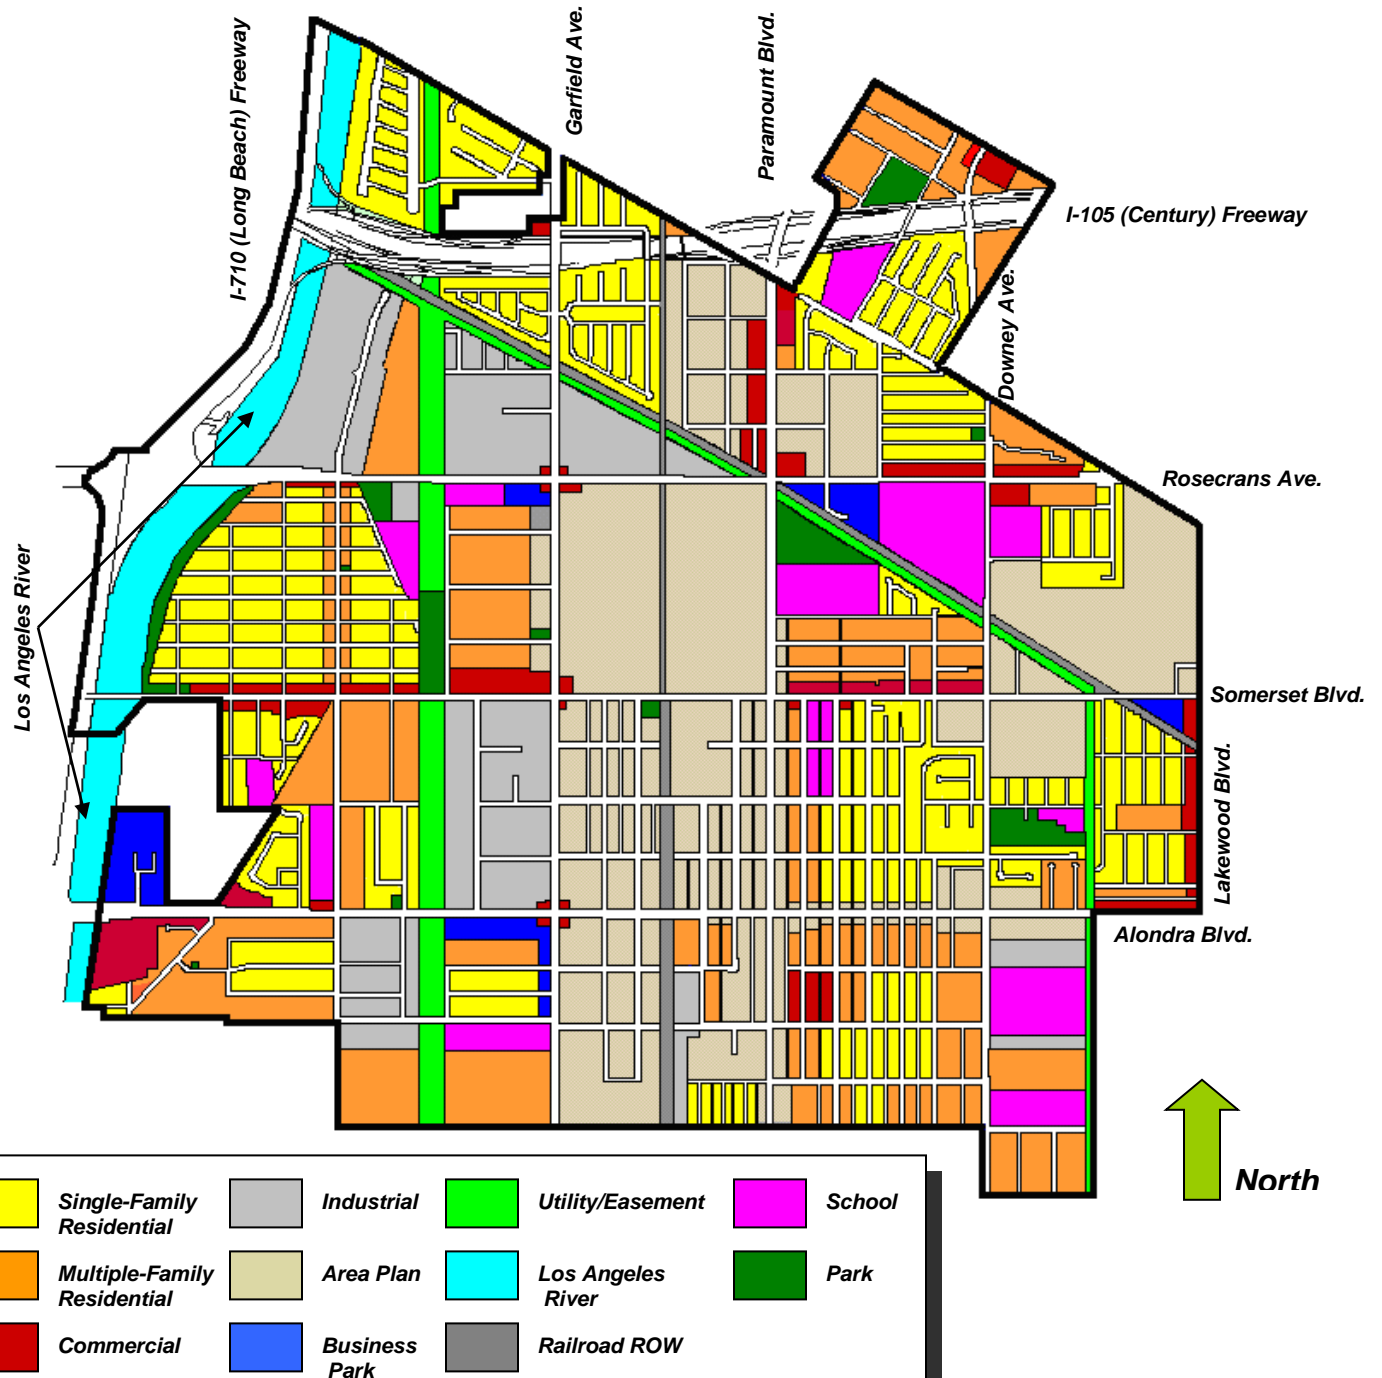 I-710 (Long Beach) Freeway
Garfield Ave.
Paramount Blvd.
I-105 (Century) Freeway
Downey Ave.
Rosecrans Ave.
Los Angeles River
Somerset Blvd.
Lakewood Blvd.
Alondra Blvd.
North
Single-Family
Residential
Industrial
Utility/Easement
School
Multiple-Family
Residential
Area Plan
Los Angeles
River
Park
Commercial
Business
Park
Railroad ROW